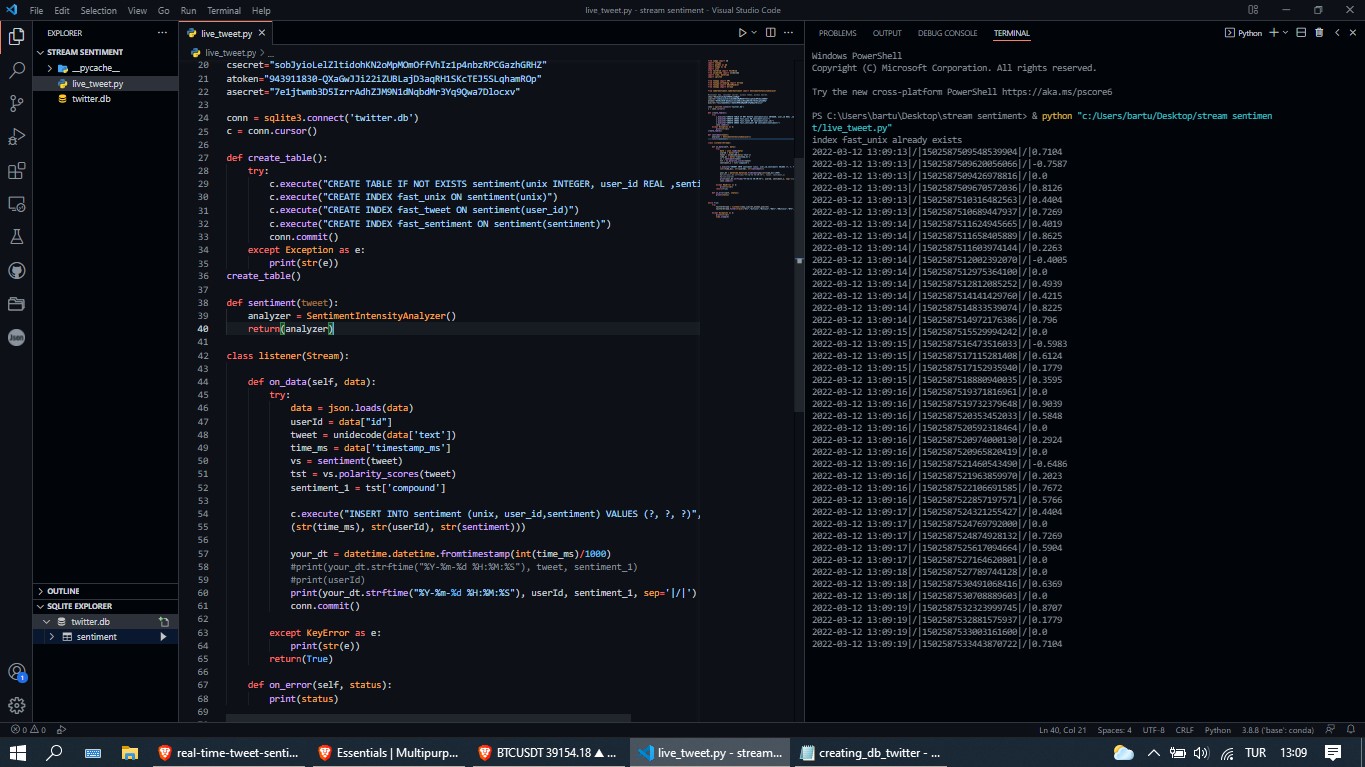 File Edit Selection View Go Run Terminal Help
live_tweet.py - stream sentiment - Visual Studio Code
EXPLORER
STREAM SENTIMENT
__pycache__
live_tweet.py
twitter.db
OUTLINE
SQLITE EXPLORER
twitter.db
sentiment
live_tweet.py
live_tweet.py > ...
20 csecret="sobJyioLelZltidohKN2oMpMOmOffVhIz1p4nbzRPCGazhGRHZ"
21 atoken="943911830-QXaGwJJi22iZUBLajD3aqRH1SKcTEJ5SLqhamROp"
22 asecret="7e1jtwmb3D5IzrrAdhZJM9N1dNqbdMr3Yq9Qwa7Dlocxv"
23
24 conn = sqlite3.connect('twitter.db')
25 c = conn.cursor()
26
27 def create_table():
28 try:
29 c.execute("CREATE TABLE IF NOT EXISTS sentiment(unix INTEGER, user_id REAL ,senti
30 c.execute("CREATE INDEX fast_unix ON sentiment(unix)")
31 c.execute("CREATE INDEX fast_tweet ON sentiment(user_id)")
32 c.execute("CREATE INDEX fast_sentiment ON sentiment(sentiment)")
33 conn.commit()
34 except Exception as e:
35 print(str(e))
36 create_table()
37
38 def sentiment(tweet):
39 analyzer = SentimentIntensityAnalyzer()
40 return(analyzer)
41
42 class listener(Stream):
43
44 def on_data(self, data):
45 try:
46 data = json.loads(data)
47 userId = data["id"]
48 tweet = unidecode(data['text'])
49 time_ms = data['timestamp_ms']
50 vs = sentiment(tweet)
51 tst = vs.polarity_scores(tweet)
52 sentiment_1 = tst['compound']
53
54 c.execute("INSERT INTO sentiment (unix, user_id,sentiment) VALUES (?, ?, ?)",
55 (str(time_ms), str(userId), str(sentiment)))
56
57 your_dt = datetime.datetime.fromtimestamp(int(time_ms)/1000)
58 #print(your_dt.strftime("%Y-%m-%d %H:%M:%S"), tweet, sentiment_1)
59 #print(userId)
60 print(your_dt.strftime("%Y-%m-%d %H:%M:%S"), userId, sentiment_1, sep='|/|')
61 conn.commit()
62
63 except KeyError as e:
64 print(str(e))
65 return(True)
66
67 def on_error(self, status):
68 print(status)
69
PROBLEMS OUTPUT DEBUG CONSOLE TERMINAL
Python
Windows PowerShell
Copyright (C) Microsoft Corporation. All rights reserved.
Try the new cross-platform PowerShell https://aka.ms/pscore6
PS C:\Users\bartu\Desktop\stream sentiment> & python "c:/Users/bartu/Desktop/stream sentimen
t/live_tweet.py"
index fast_unix already exists
2022-03-12 13:09:13|/|1502587509548539904|/|0.7104
2022-03-12 13:09:13|/|1502587509620056066|/|-0.7587
2022-03-12 13:09:13|/|1502587509426978816|/|0.0
2022-03-12 13:09:13|/|1502587509670572036|/|0.8126
2022-03-12 13:09:13|/|1502587510316482563|/|0.4404
2022-03-12 13:09:13|/|1502587510689447937|/|0.7269
2022-03-12 13:09:14|/|1502587511624945665|/|0.4019
2022-03-12 13:09:14|/|1502587511658405889|/|0.8625
2022-03-12 13:09:14|/|1502587511603974144|/|0.2263
2022-03-12 13:09:14|/|1502587512002392070|/|-0.4005
2022-03-12 13:09:14|/|1502587512975364100|/|0.0
2022-03-12 13:09:14|/|1502587512812085252|/|0.4939
2022-03-12 13:09:14|/|1502587514141429760|/|0.4215
2022-03-12 13:09:14|/|1502587514833539074|/|0.8225
2022-03-12 13:09:14|/|1502587514972176386|/|0.796
2022-03-12 13:09:15|/|1502587515529994242|/|0.0
2022-03-12 13:09:15|/|1502587516473516033|/|-0.5983
2022-03-12 13:09:15|/|1502587517115281408|/|0.6124
2022-03-12 13:09:15|/|1502587517152935940|/|0.1779
2022-03-12 13:09:15|/|1502587518880940035|/|0.3595
2022-03-12 13:09:16|/|1502587519371816961|/|0.0
2022-03-12 13:09:16|/|1502587519732379648|/|0.9039
2022-03-12 13:09:16|/|1502587520353452033|/|0.5848
2022-03-12 13:09:16|/|1502587520592318464|/|0.0
2022-03-12 13:09:16|/|1502587520974000130|/|0.2924
2022-03-12 13:09:16|/|1502587520965820419|/|0.0
2022-03-12 13:09:16|/|1502587521460543490|/|-0.6486
2022-03-12 13:09:16|/|1502587521963859970|/|0.2023
2022-03-12 13:09:16|/|1502587522106691585|/|0.7672
2022-03-12 13:09:16|/|1502587522857197571|/|0.5766
2022-03-12 13:09:17|/|1502587524321255427|/|0.4404
2022-03-12 13:09:17|/|1502587524769792000|/|0.0
2022-03-12 13:09:17|/|1502587524874928132|/|0.7269
2022-03-12 13:09:17|/|1502587525617094664|/|0.5904
2022-03-12 13:09:17|/|1502587527164620801|/|0.0
2022-03-12 13:09:18|/|1502587527789744128|/|0.0
2022-03-12 13:09:18|/|1502587530491068416|/|0.6369
2022-03-12 13:09:18|/|1502587530708889603|/|0.0
2022-03-12 13:09:19|/|1502587532323999745|/|0.8707
2022-03-12 13:09:19|/|1502587532881575937|/|0.1779
2022-03-12 13:09:19|/|1502587533003161600|/|0.0
2022-03-12 13:09:19|/|1502587533443870722|/|0.7104
0 0
Ln 40, Col 21 Spaces: 4 UTF-8 CRLF Python 3.8.8 ('base': conda)
real-time-tweet-senti... Essentials | Multipurp... BTCUSDT 39154.18 ▲ ... live_tweet.py - stream... creating_db_twitter - ...
TUR 13:09